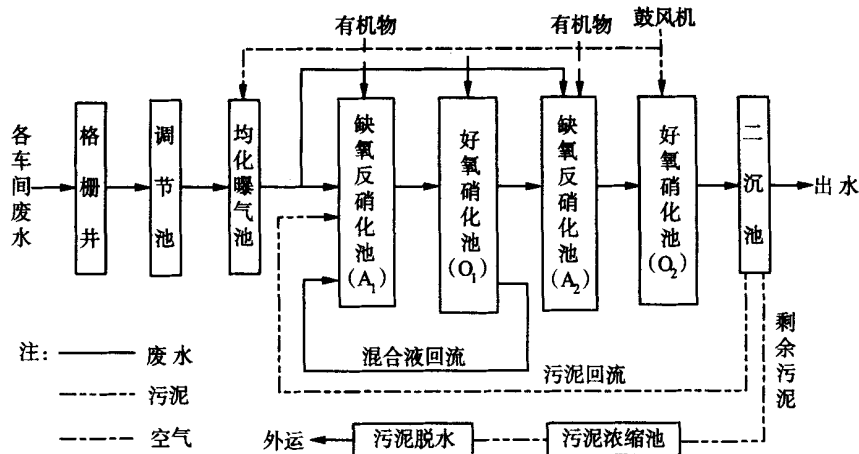 有机物
有机物
鼓风机
各车间废水
格栅井
调节池
均化曝气池
缺氧反硝化池(A₁)
好氧硝化池(O₁)
缺氧反硝化池(A₂)
好氧硝化池(O₂)
二沉池
出水
混合液回流
污泥回流
剩余污泥
注:
废水
污泥
空气
外运
污泥脱水
污泥浓缩池